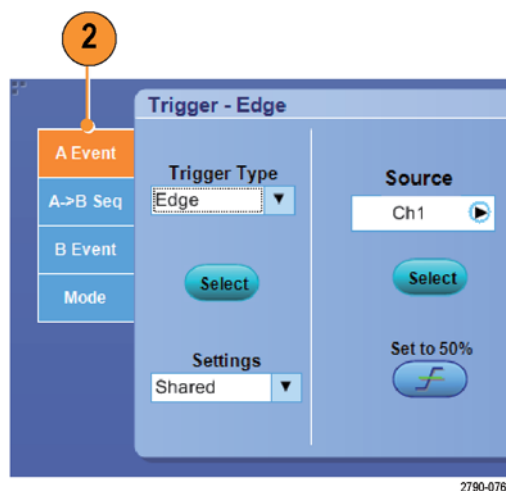 2
Trigger - Edge
A Event
A->B Seq
B Event
Mode
Trigger Type
Edge
Select
Settings
Shared
Source
Ch1
Select
Set to 50%
2790-076